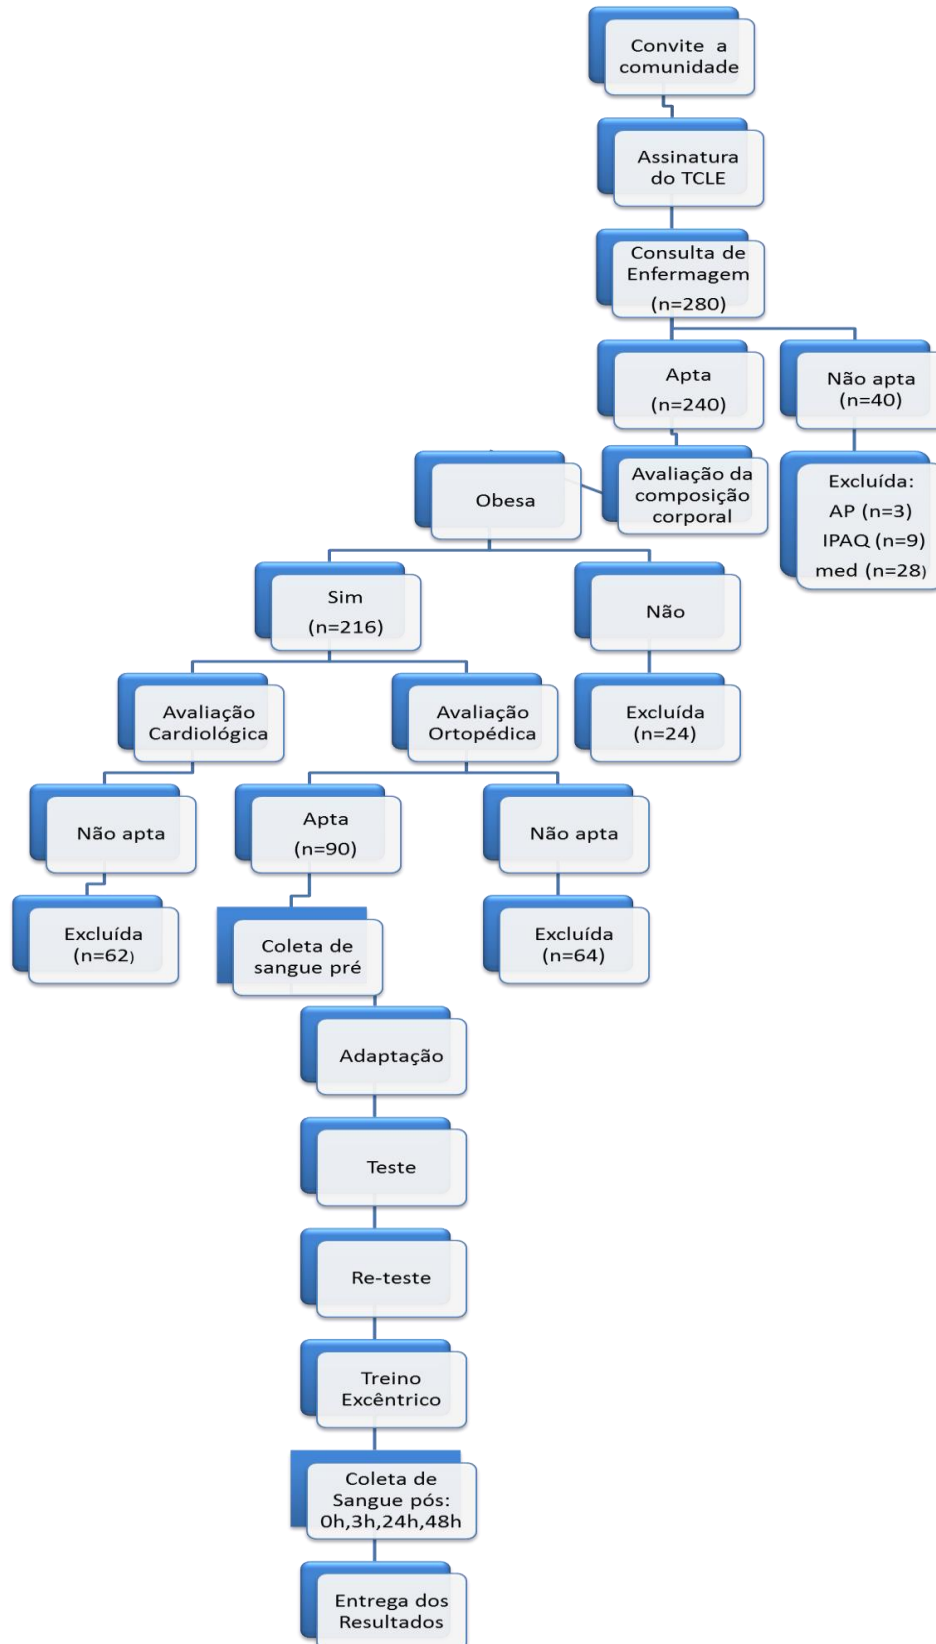 Convite a
comunidade
Assinatura
do TCLE
Consulta de
Enfermagem
(n=280)
Apta
(n=240)
Não apta
(n=40)
Avaliação da
composição
corporal
Excluída:
AP (n=3)
IPAQ (n=9)
med (n=28)
Obesa
Sim
(n=216)
Não
Avaliação
Cardiológica
Avaliação
Ortopédica
Excluída
(n=24)
Não apta
Apta
(n=90)
Não apta
Excluída
(n=62)
Coleta de
sangue pré
Excluída
(n=64)
Adaptação
Teste
Re-teste
Treino
Excêntrico
Coleta de
Sangue pós:
0h,3h,24h,48h
Entrega dos
Resultados